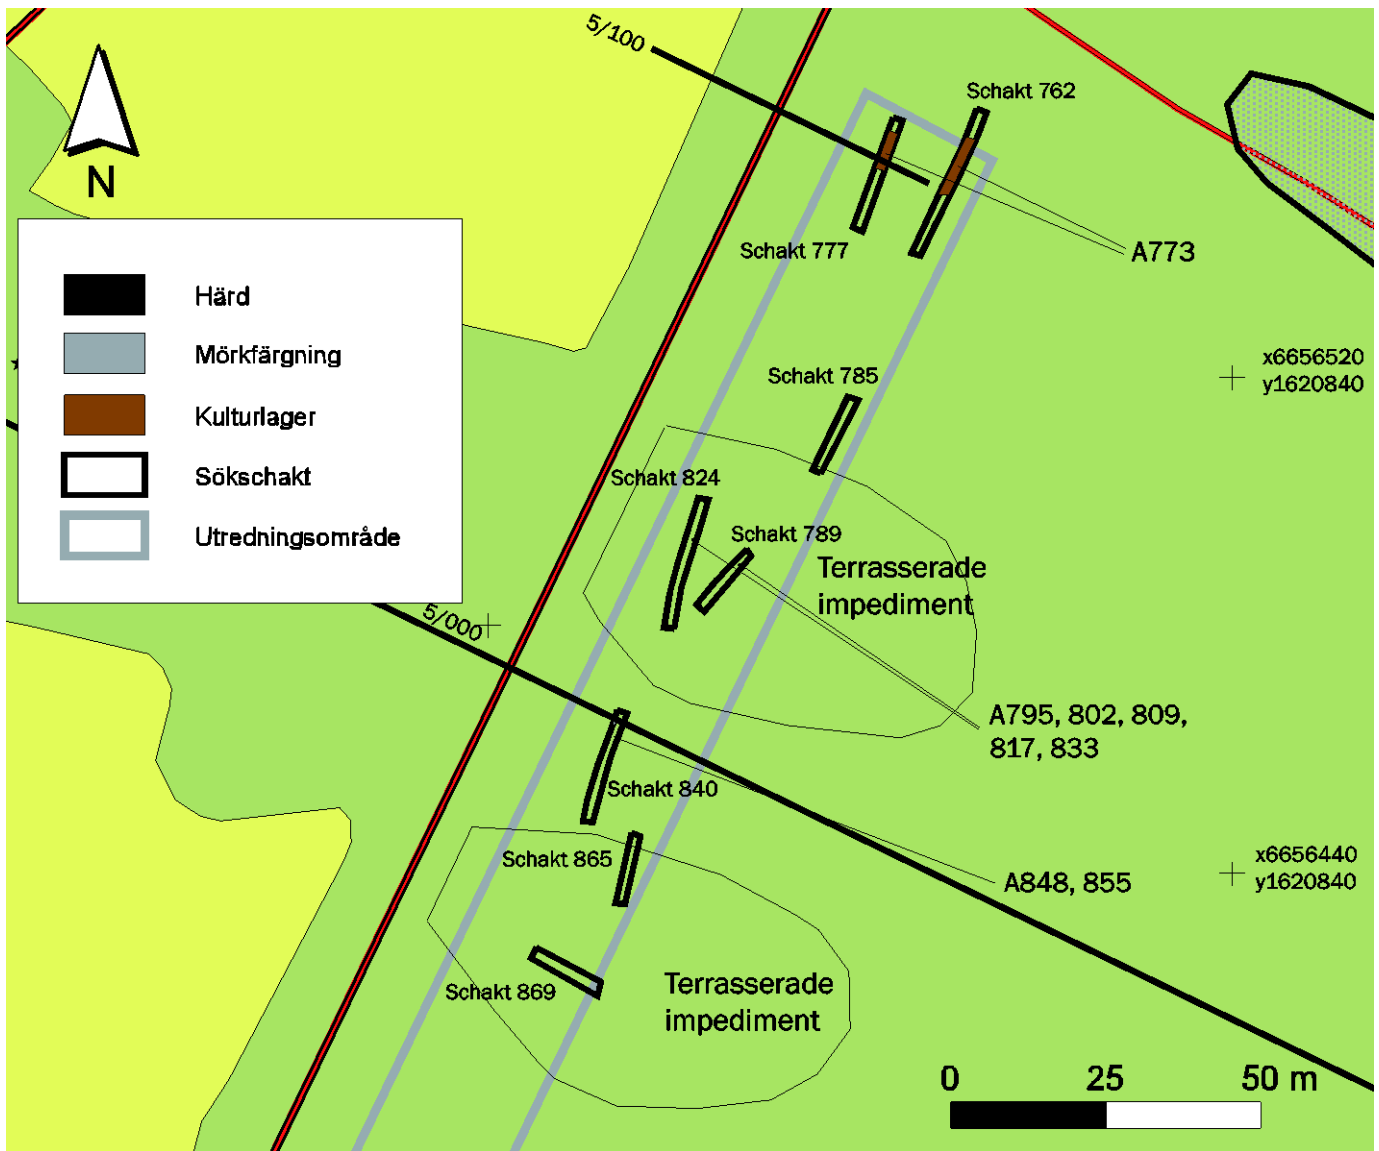 5/100
Schakt 762
N
Schakt 777
A773
Härd
Mörkfärgning
Kulturlager
Sökschakt
Utredningsområde
x6656520
y1620840
Schakt 785
Schakt 824
Schakt 789
Terrasserade
impediment
5/000
A795, 802, 809,
817, 833
Schakt 840
Schakt 865
x6656440
y1620840
A848, 855
Schakt 869
Terrasserade
impediment
0 25 50 m